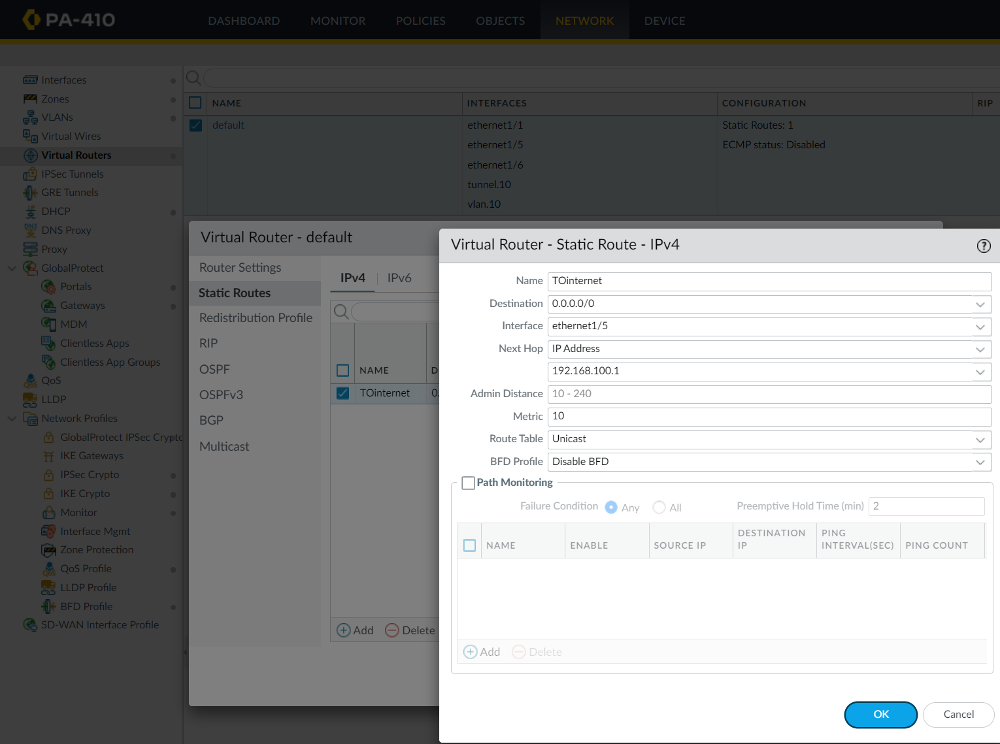 PA-410
DASHBOARD MONITOR POLICIES OBJECTS NETWORK DEVICE
Interfaces
Zones
VLANs
Virtual Wires
Virtual Routers
IPSec Tunnels
GRE Tunnels
DHCP
DNS Proxy
Proxy
GlobalProtect
Portals
Gateways
MDM
Clientless Apps
Clientless App Groups
QoS
LLDP
Network Profiles
GlobalProtect IPSec Crypto
IKE Gateways
IPSec Crypto
IKE Crypto
Monitor
Interface Mgmt
Zone Protection
QoS Profile
LLDP Profile
BFD Profile
SD-WAN Interface Profile
NAME INTERFACES CONFIGURATION RIP
default ethernet1/1 Static Routes: 1
ethernet1/5 ECMP status: Disabled
ethernet1/6
tunnel.10
vlan.10
Virtual Router - default
Router Settings
Static Routes
Redistribution Profile
RIP
OSPF
OSPFv3
BGP
Multicast
IPv4 IPv6
NAME D
TOinternet 0.
Add Delete
Virtual Router - Static Route - IPv4
?
Name TOinternet
Destination 0.0.0.0/0
Interface ethernet1/5
Next Hop IP Address
192.168.100.1
Admin Distance 10 - 240
Metric 10
Route Table Unicast
BFD Profile Disable BFD
Path Monitoring
Failure Condition Any All Preemptive Hold Time (min) 2
NAME ENABLE SOURCE IP DESTINATION IP PING INTERVAL(SEC) PING COUNT
Add Delete
OK Cancel